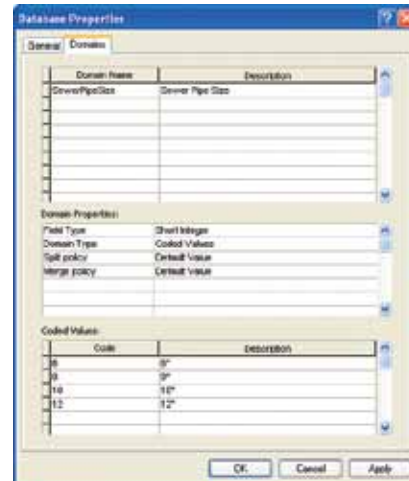 Database Properties
General Domains
Domain Name Description
SewerPipeSize Sewer Pipe Size
Domain Properties:
Field Type Short Integer
Domain Type Coded Values
Split policy Default Value
Merge policy Default Value
Coded Values:
Code Description
10 10"
12 12"
OK Cancel Apply